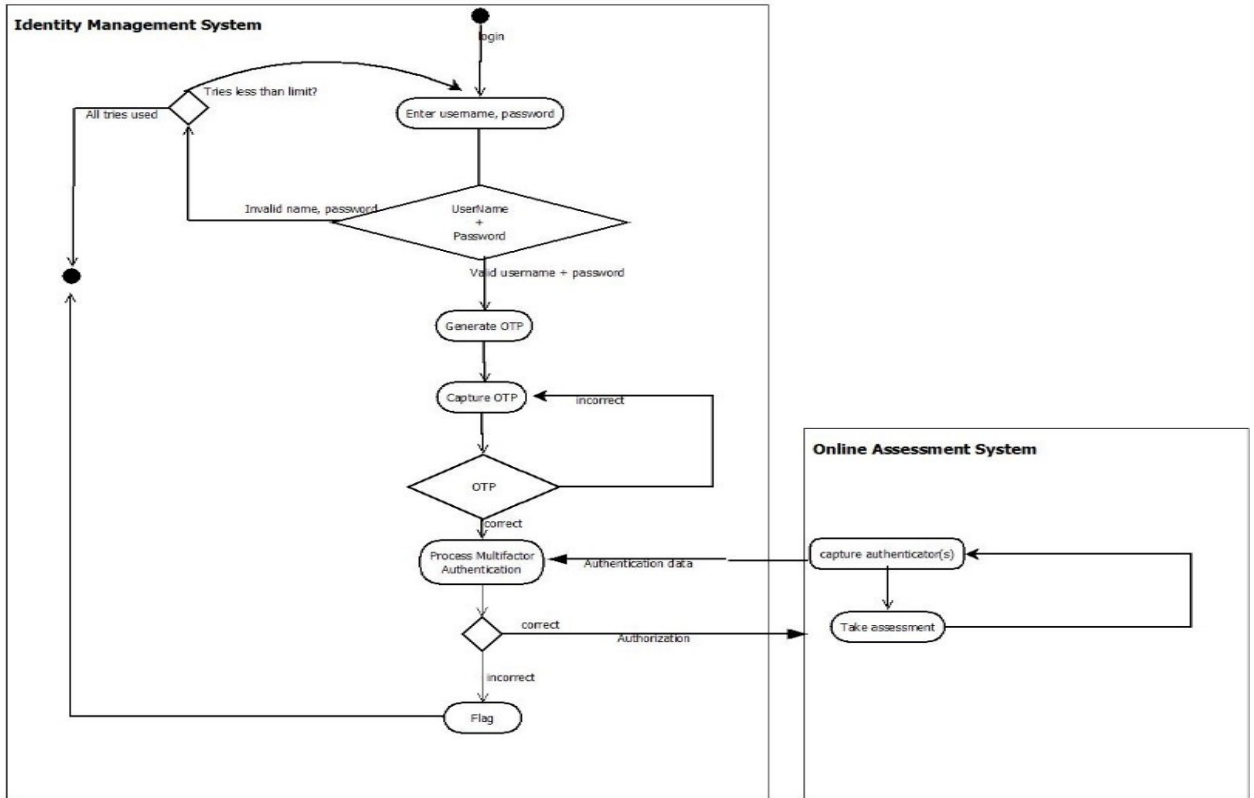 Identity Management System
login
Tries less than limit?
All tries used
Enter username, password
Invalid name, password
UserName
+
Password
Valid username + password
Generate OTP
Capture OTP
incorrect
OTP
correct
Process Multifactor
Authentication
Authentication data
correct
Authorization
incorrect
Flag
Online Assessment System
capture authenticator(s)
Take assessment